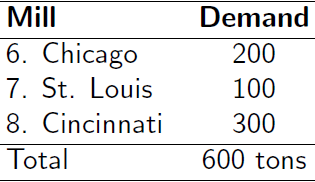 Mill Demand
6. Chicago 200
7. St. Louis 100
8. Cincinnati 300
Total 600 tons